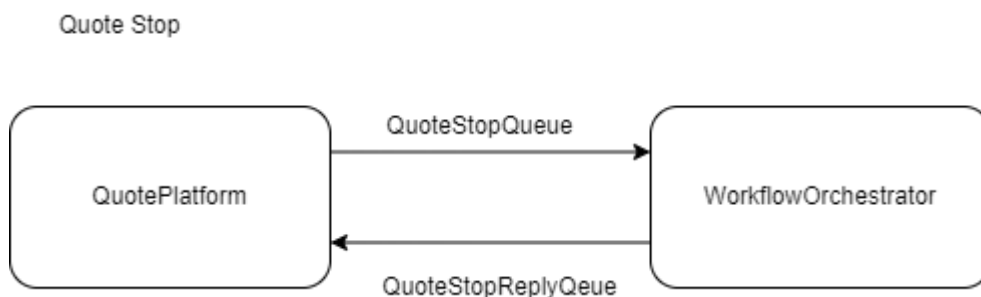 Quote Stop
QuoteStopQueue
QuotePlatform
WorkflowOrchestrator
QuoteStopReplyQeue